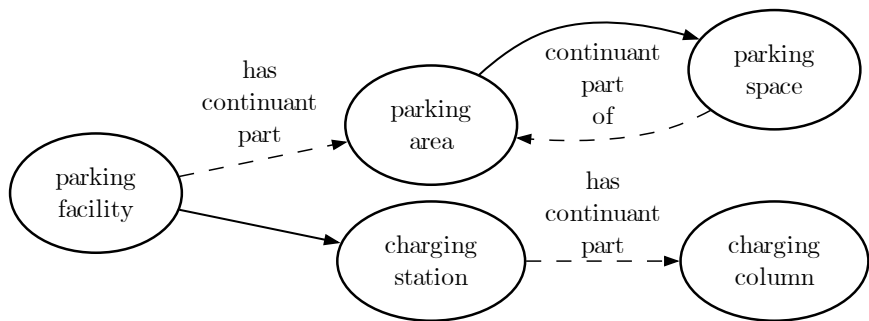 parking
facility
has
continuant
part
parking
area
continuant
part
of
parking
space
charging
station
has
continuant
part
charging
column